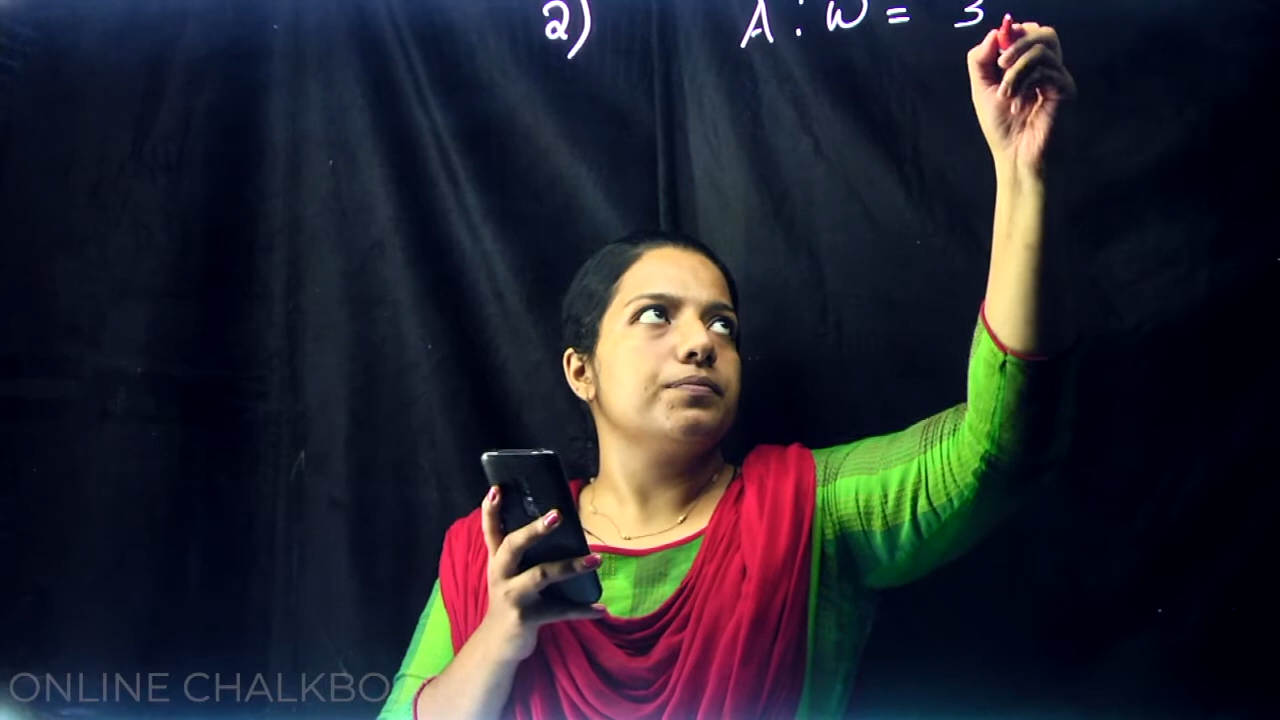 2) A : W = 3
ONLINE CHALKBO